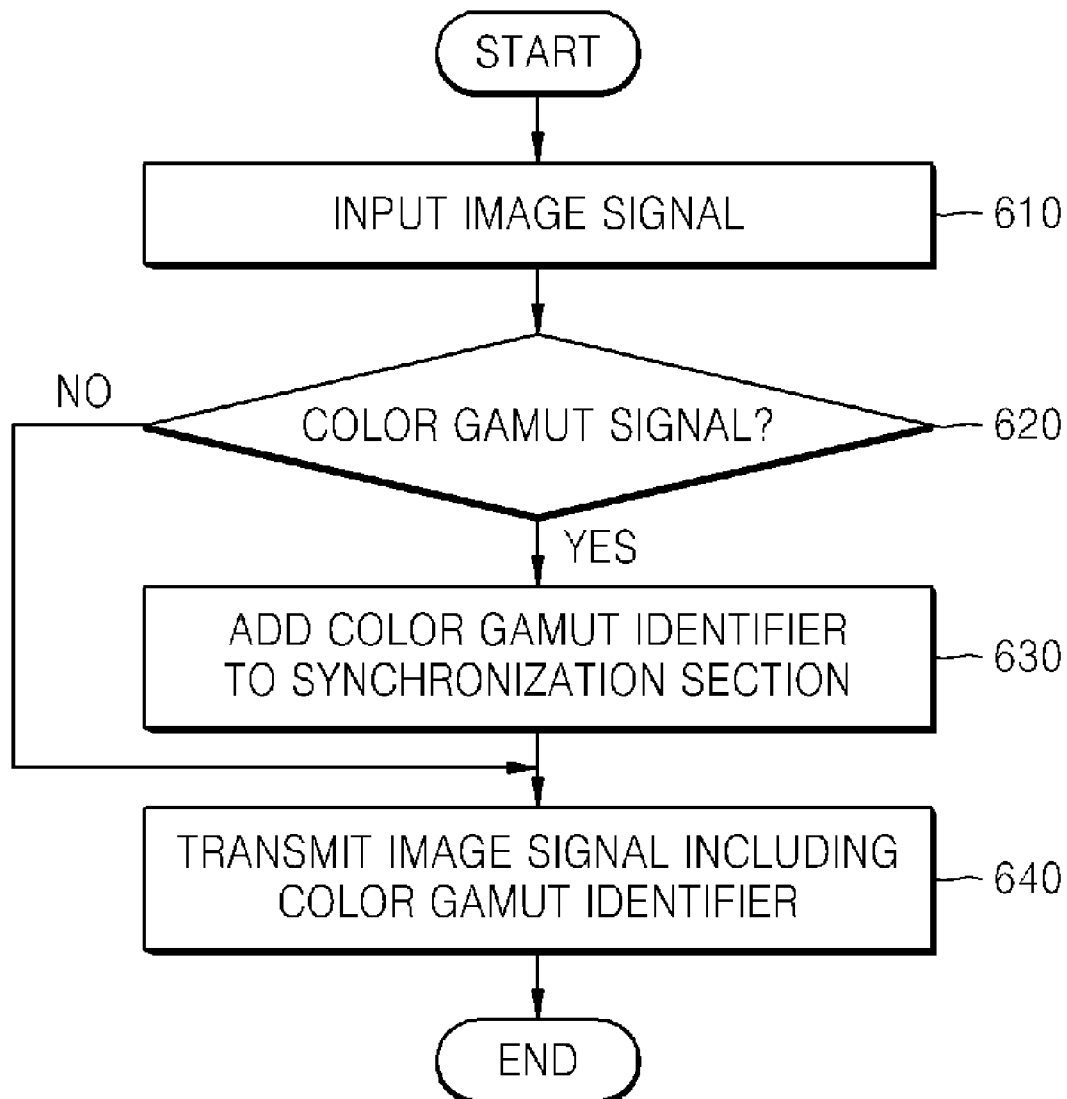 START
INPUT IMAGE SIGNAL
610
NO
COLOR GAMUT SIGNAL?
620
YES
ADD COLOR GAMUT IDENTIFIER
TO SYNCHRONIZATION SECTION
630
TRANSMIT IMAGE SIGNAL INCLUDING
COLOR GAMUT IDENTIFIER
640
END